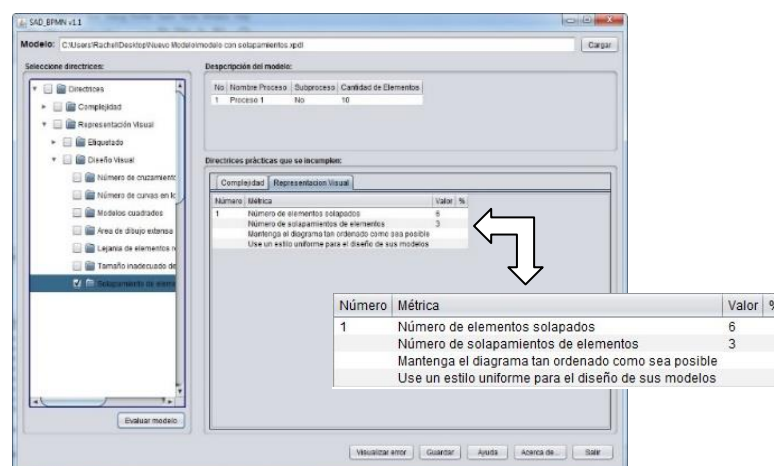 SAD_BPMN v1.1
Modelo: C:\Users\Rachel\Desktop\Nuevo Modelo\modelo con solapamientos.xpdl Cargar
Seleccione directrices:
Directrices
Complejidad
Representación Visual
Etiquetado
Diseño Visual
Número de cruzamient
Número de curvas en l
Modelos cuadrados
Area de dibujo extensa
Lejania de elementos r
Tamaño inadecuado de
Solapamiento de eleme
Evaluar modelo
Despcripción del modelo:
No Nombre Proceso Subproceso Cantidad de Elementos
1 Proceso 1 No 10
Directrices prácticas que se incumplen:
Complejidad Representacion Visual
Número Métrica Valor %
1 Número de elementos solapados 6
Número de solapamientos de elementos 3
Mantenga el diagrama tan ordenado como sea posible
Use un estilo uniforme para el diseño de sus modelos
Número Métrica Valor %
1 Número de elementos solapados 6
Número de solapamientos de elementos 3
Mantenga el diagrama tan ordenado como sea posible
Use un estilo uniforme para el diseño de sus modelos
Visualizar error Guardar Ayuda Acerca de... Salir